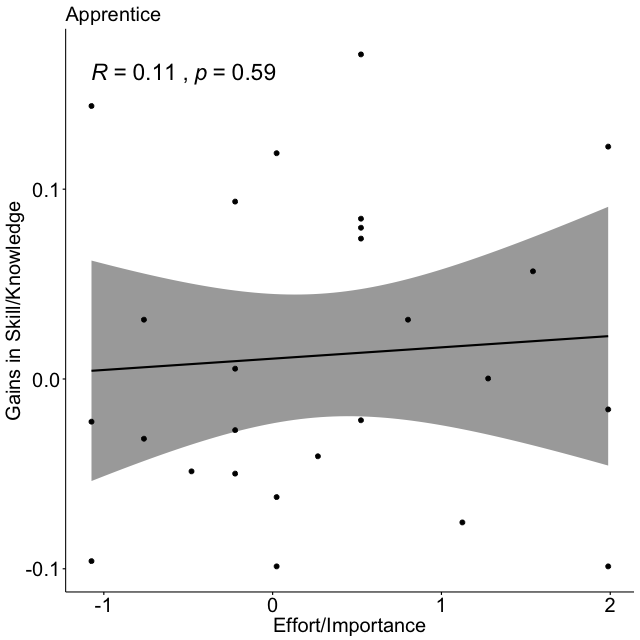 Apprentice
R = 0.11 , p = 0.59
Gains in Skill/Knowledge
0.1
0.0
-0.1
-1 0 1 2
Effort/Importance